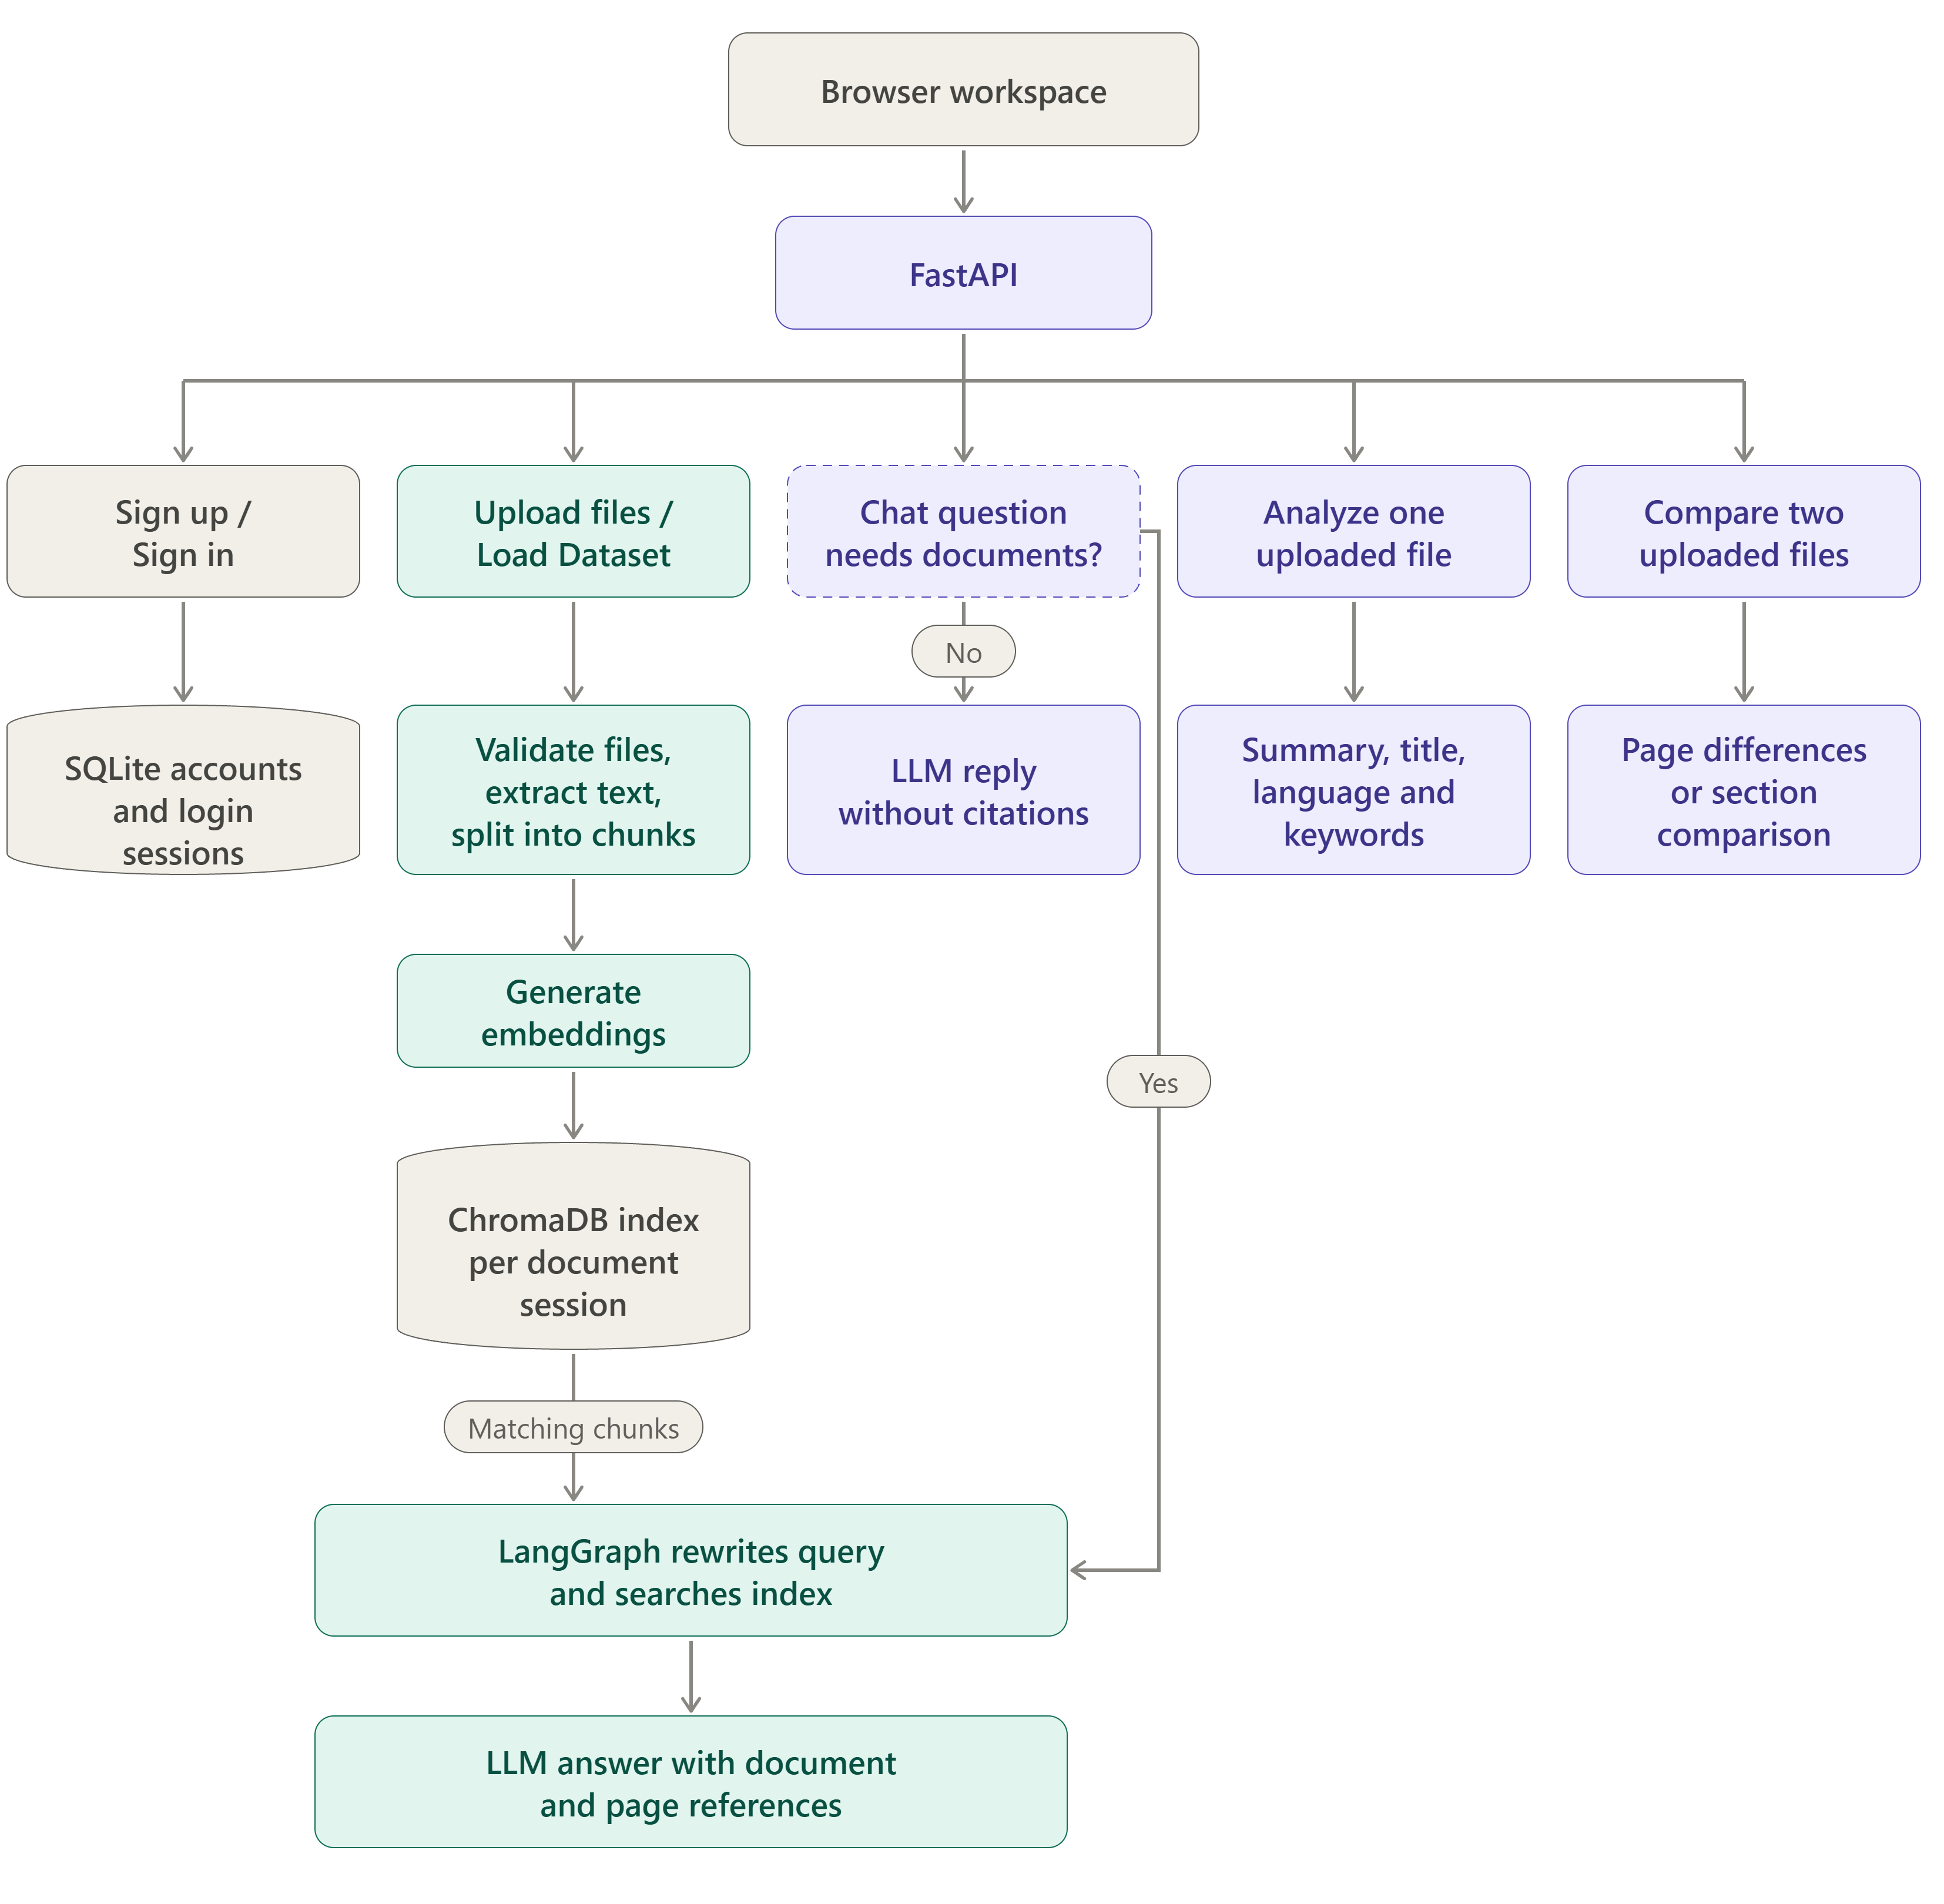 Browser workspace
FastAPI
Sign up /
Sign in
Upload files /
Load Dataset
Chat question
needs documents?
Analyze one
uploaded file
Compare two
uploaded files
No
SQLite accounts
and login
sessions
Validate files,
extract text,
split into chunks
LLM reply
without citations
Summary, title,
language and
keywords
Page differences
or section
comparison
Generate
embeddings
Yes
ChromaDB index
per document
session
Matching chunks
LangGraph rewrites query
and searches index
LLM answer with document
and page references